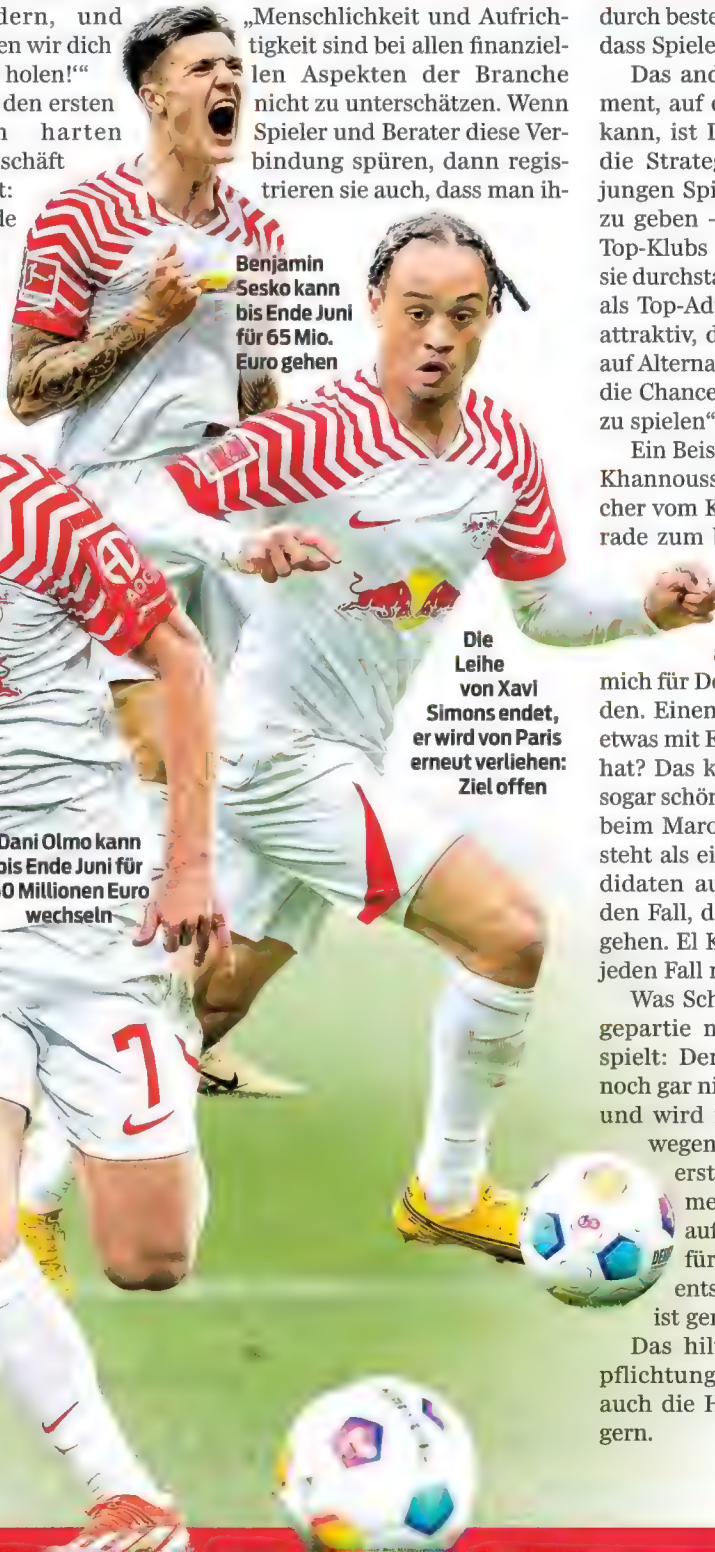 dern, und
en wir dich
holen!‘“
den ersten
harten
schäft
t:
de
„Menschlichkeit und Aufrich-
tigkeit sind bei allen finanziel-
len Aspekten der Branche
nicht zu unterschätzen. Wenn
Spieler und Berater diese Ver-
bindung spüren, dann regis-
trieren sie auch, dass man ih-
Benjamin
Sesko kann
bis Ende Juni
für 65 Mio.
Euro gehen
Die
Leihe
von Xavi
Simons endet,
er wird von Paris
erneut verliehen:
Ziel offen
Dani Olmo kann
bis Ende Juni für
0 Millionen Euro
wechseln
AOC
7
DERB
durch beste
dass Spiele
Das and
ment, auf d
kann, ist L
die Strateg
jungen Spi
zu geben –
Top-Klubs
sie durchsta
als Top-Ad
attraktiv, d
auf Alterna
die Chance
zu spielen“
Ein Beis
Khannouss
cher vom K
rade zum
mich für De
den. Einen
etwas mit E
hat? Das k
sogar schön
beim Maro
steht als ei
didaten au
den Fall, d
gehen. El K
jeden Fall n
Was Sch
gepartie n
spielt: Der
noch gar ni
und wird
wegen
erst
me
auf
für
ents
ist ger
Das hil
pflichtung
auch die H
gern.